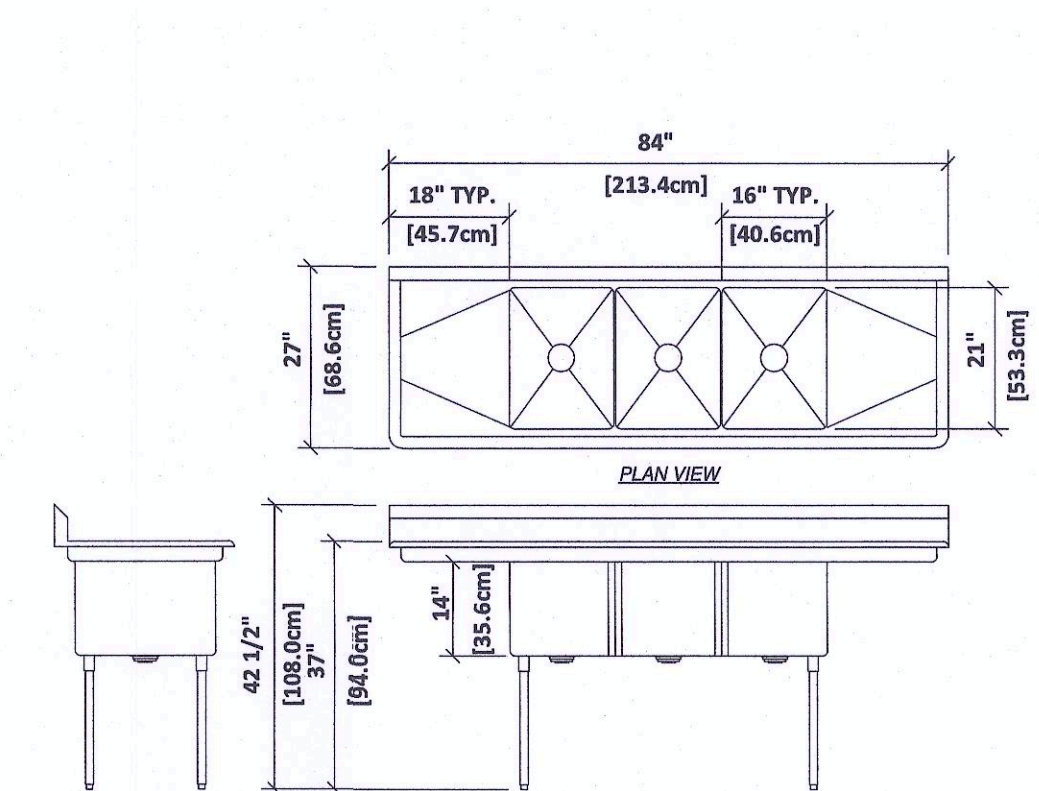 84"
[213.4cm]
18" TYP.
[45.7cm]
16" TYP.
[40.6cm]
27"
[68.6cm]
21"
[53.3cm]
PLAN VIEW
42 1/2"
[108.0cm]
37"
[94.0cm]
14"
[35.6cm]